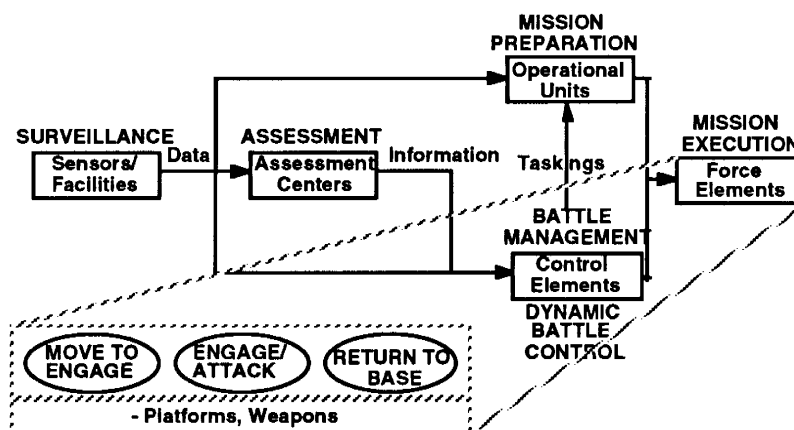 MISSION
PREPARATION
Operational
Units
SURVEILLANCE
Sensors/
Facilities
Data
ASSESSMENT
Assessment
Centers
Information
Taskings
MISSION
EXECUTION
Force
Elements
BATTLE
MANAGEMENT
Control
Elements
DYNAMIC
BATTLE
CONTROL
MOVE TO
ENGAGE
ENGAGE/
ATTACK
RETURN TO
BASE
- Platforms, Weapons